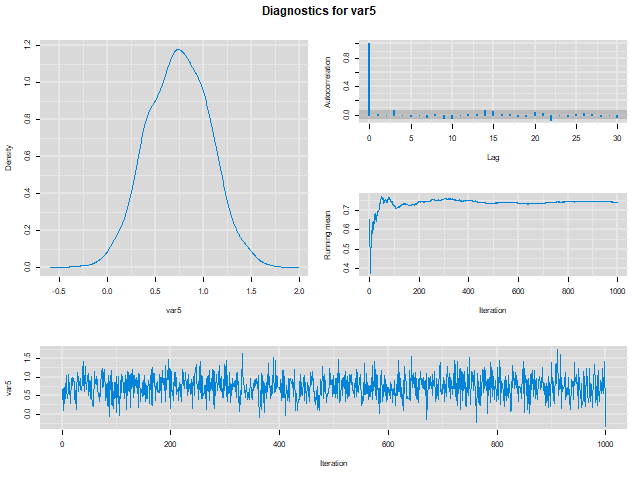 Diagnostics for var5
Density
0.0 0.2 0.4 0.6 0.8 1.0 1.2
-0.5 0.0 0.5 1.0 1.5 2.0
var5
Autocorrelation
0.0 0.4 0.8
0 5 10 15 20 25 30
Lag
Running mean
0.4 0.5 0.6 0.7
0 200 400 600 800 1000
Iteration
var5
0.0 0.5 1.0 1.5
0 200 400 600 800 1000
Iteration